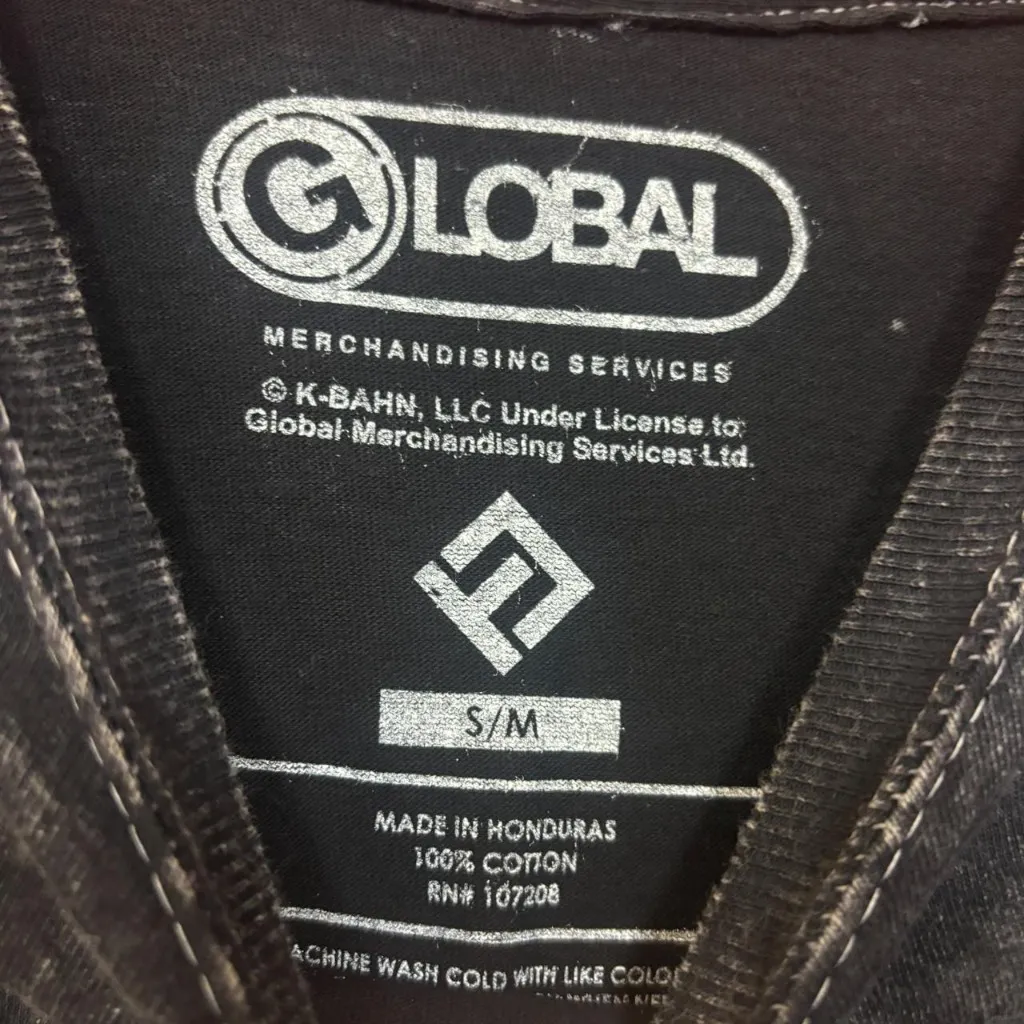 GLOBAL
MERCHANDISING SERVICES
© K-BAHN, LLC Under License to:
Global Merchandising Services Ltd.
S/M
MADE IN HONDURAS
100% COTTON
RN# 107208
ACHINE WASH COLD WITH LIKE COLO